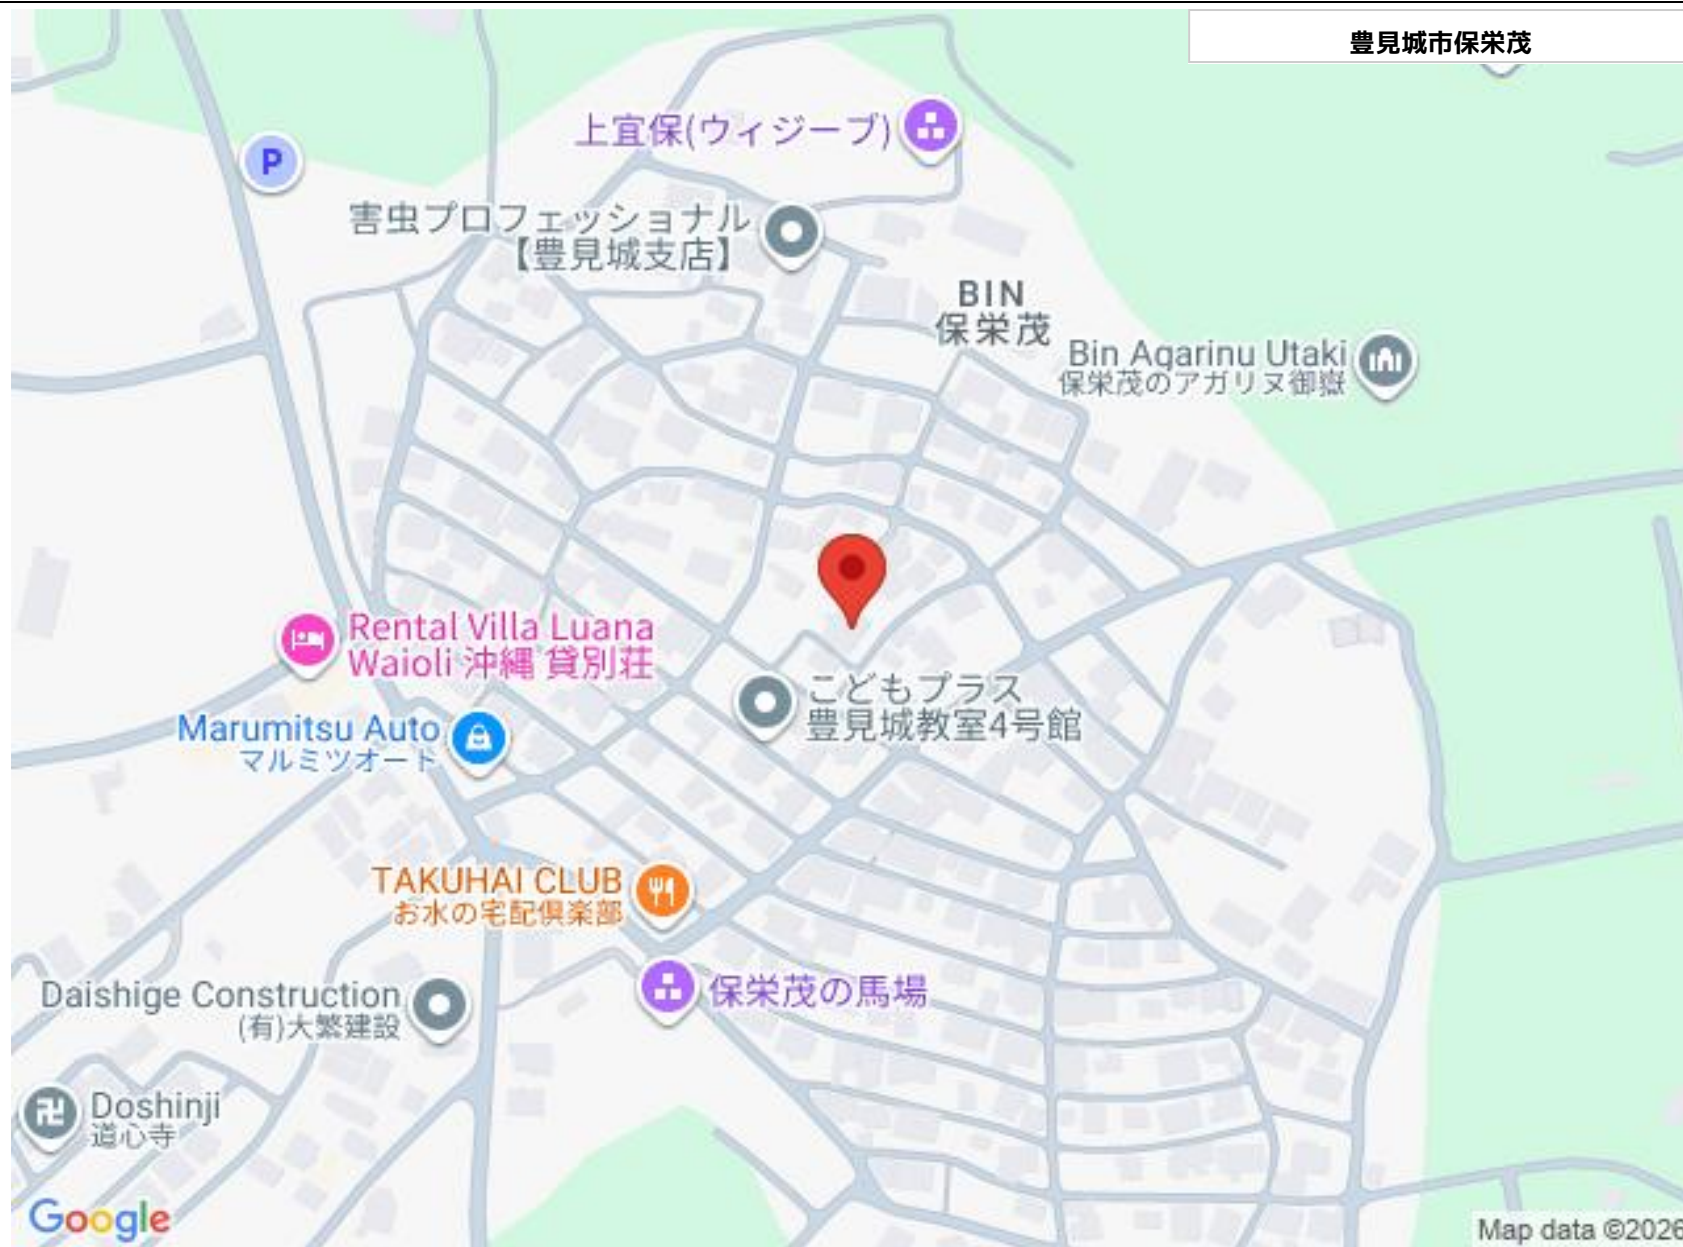 豊見城市保栄茂
上宜保(ウィジーブ)
P
害虫プロフェッショナル
【豊見城支店】
BIN
保栄茂
Bin Agarinu Utaki
保栄茂のアガリヌ御嶽
Rental Villa Luana
Waioli 沖縄 貸別荘
こどもプラス
豊見城教室4号館
Marumitsu Auto
マルミツオート
TAKUHAI CLUB
お水の宅配倶楽部
保栄茂の馬場
Daishige Construction
(有)大繁建設
Doshinji
道心寺
Google
Map data ©2026